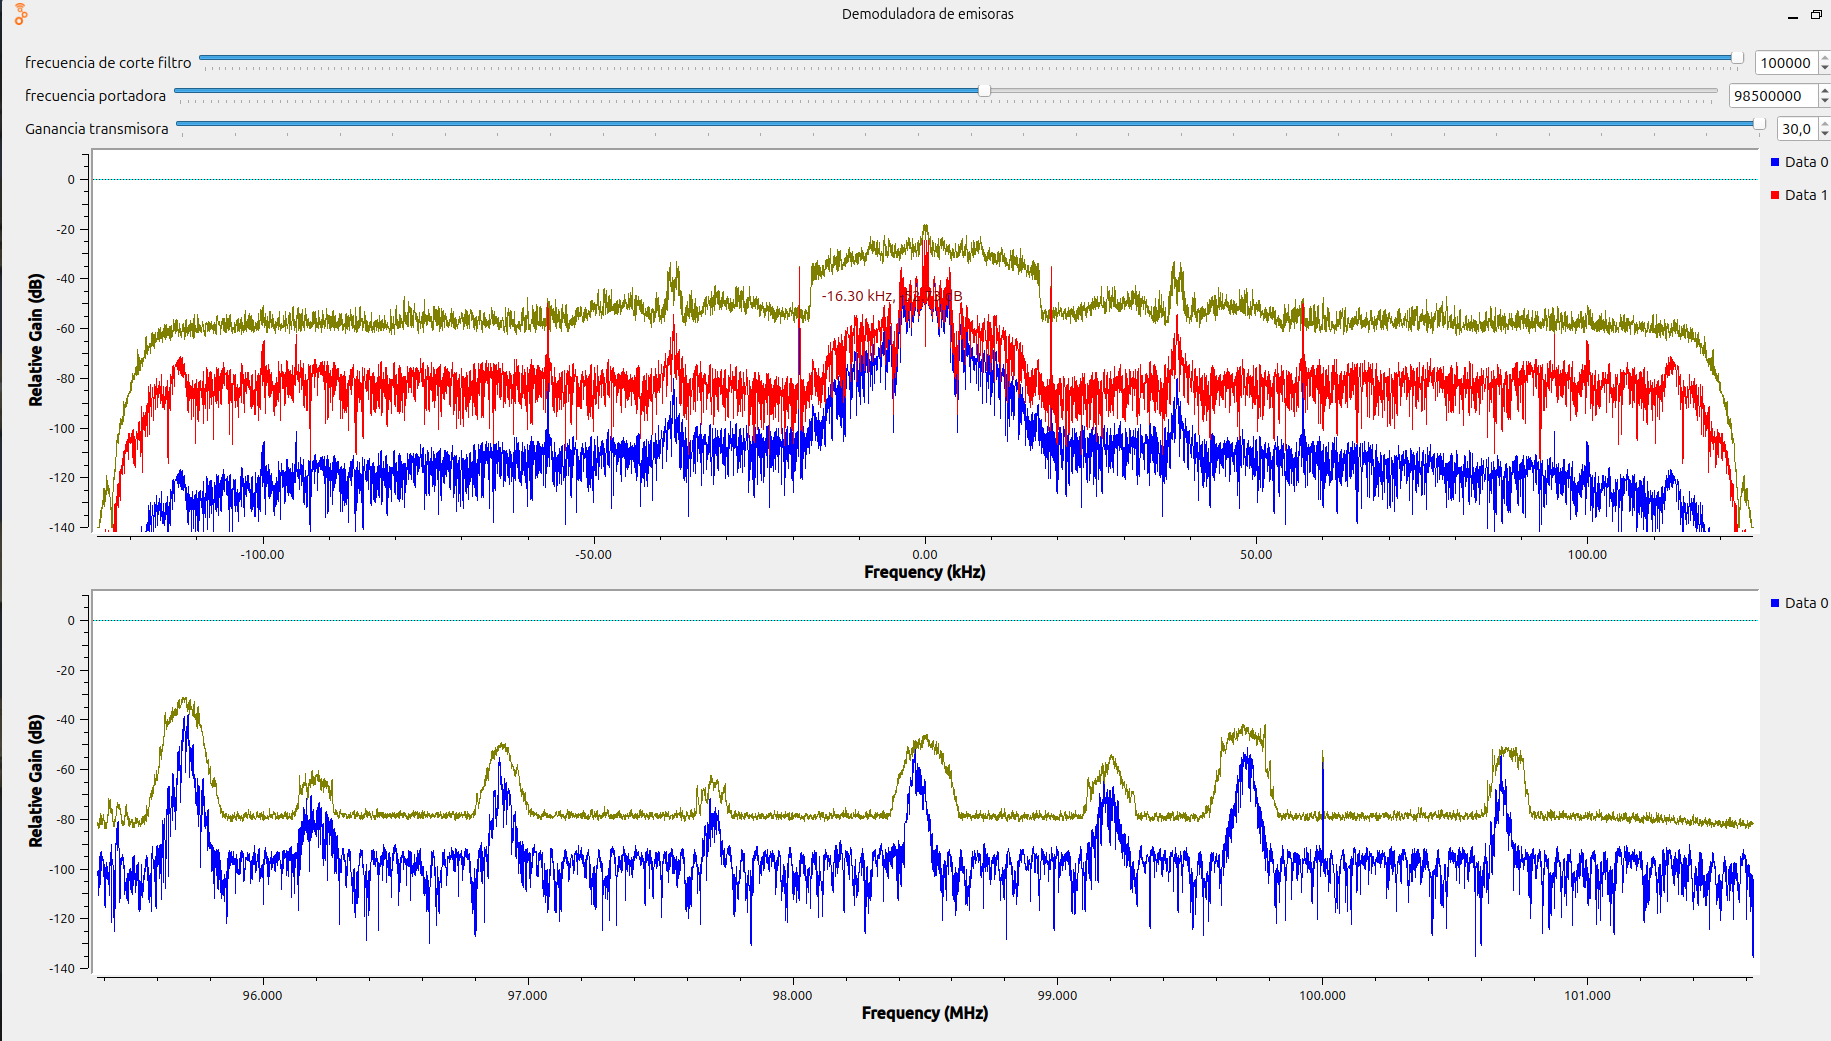 Demoduladora de emisoras
frecuencia de corte filtro 100000
frecuencia portadora 98500000
Ganancia transmisora 30,0
Relative Gain (dB)
0
-20
-40
-60
-80
-100
-120
-140
-16.30 kHz,
Data 0
Data 1
-100.00 -50.00 0.00 50.00 100.00
Frequency (kHz)
Relative Gain (dB)
0
-20
-40
-60
-80
-100
-120
-140
Data 0
96.000 97.000 98.000 99.000 100.000 101.000
Frequency (MHz)